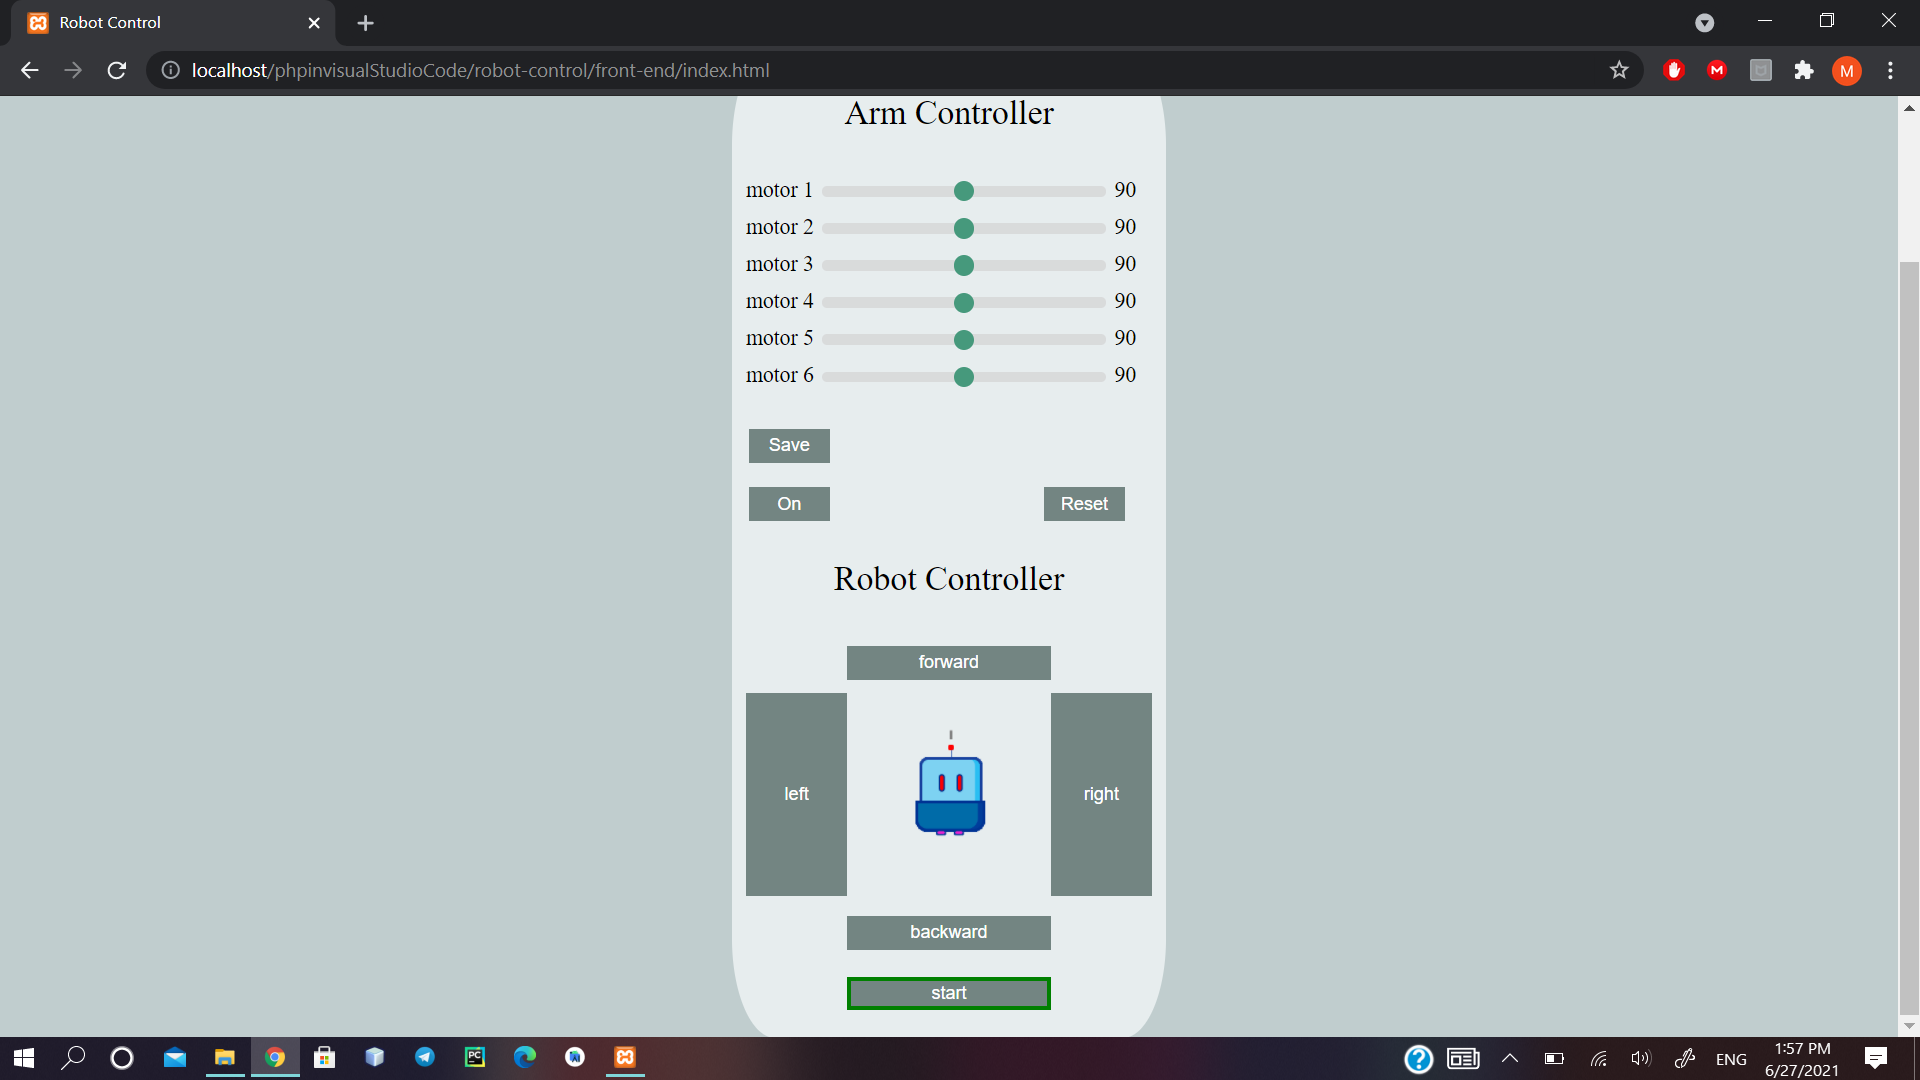 Robot Control
localhost/phpinvisualStudioCode/robot-control/front-end/index.html
M
M
Arm Controller
motor 1 90
motor 2 90
motor 3 90
motor 4 90
motor 5 90
motor 6 90
Save
On Reset
Robot Controller
forward
left right
backward
start
PC
?
ENG
1:57 PM
6/27/2021